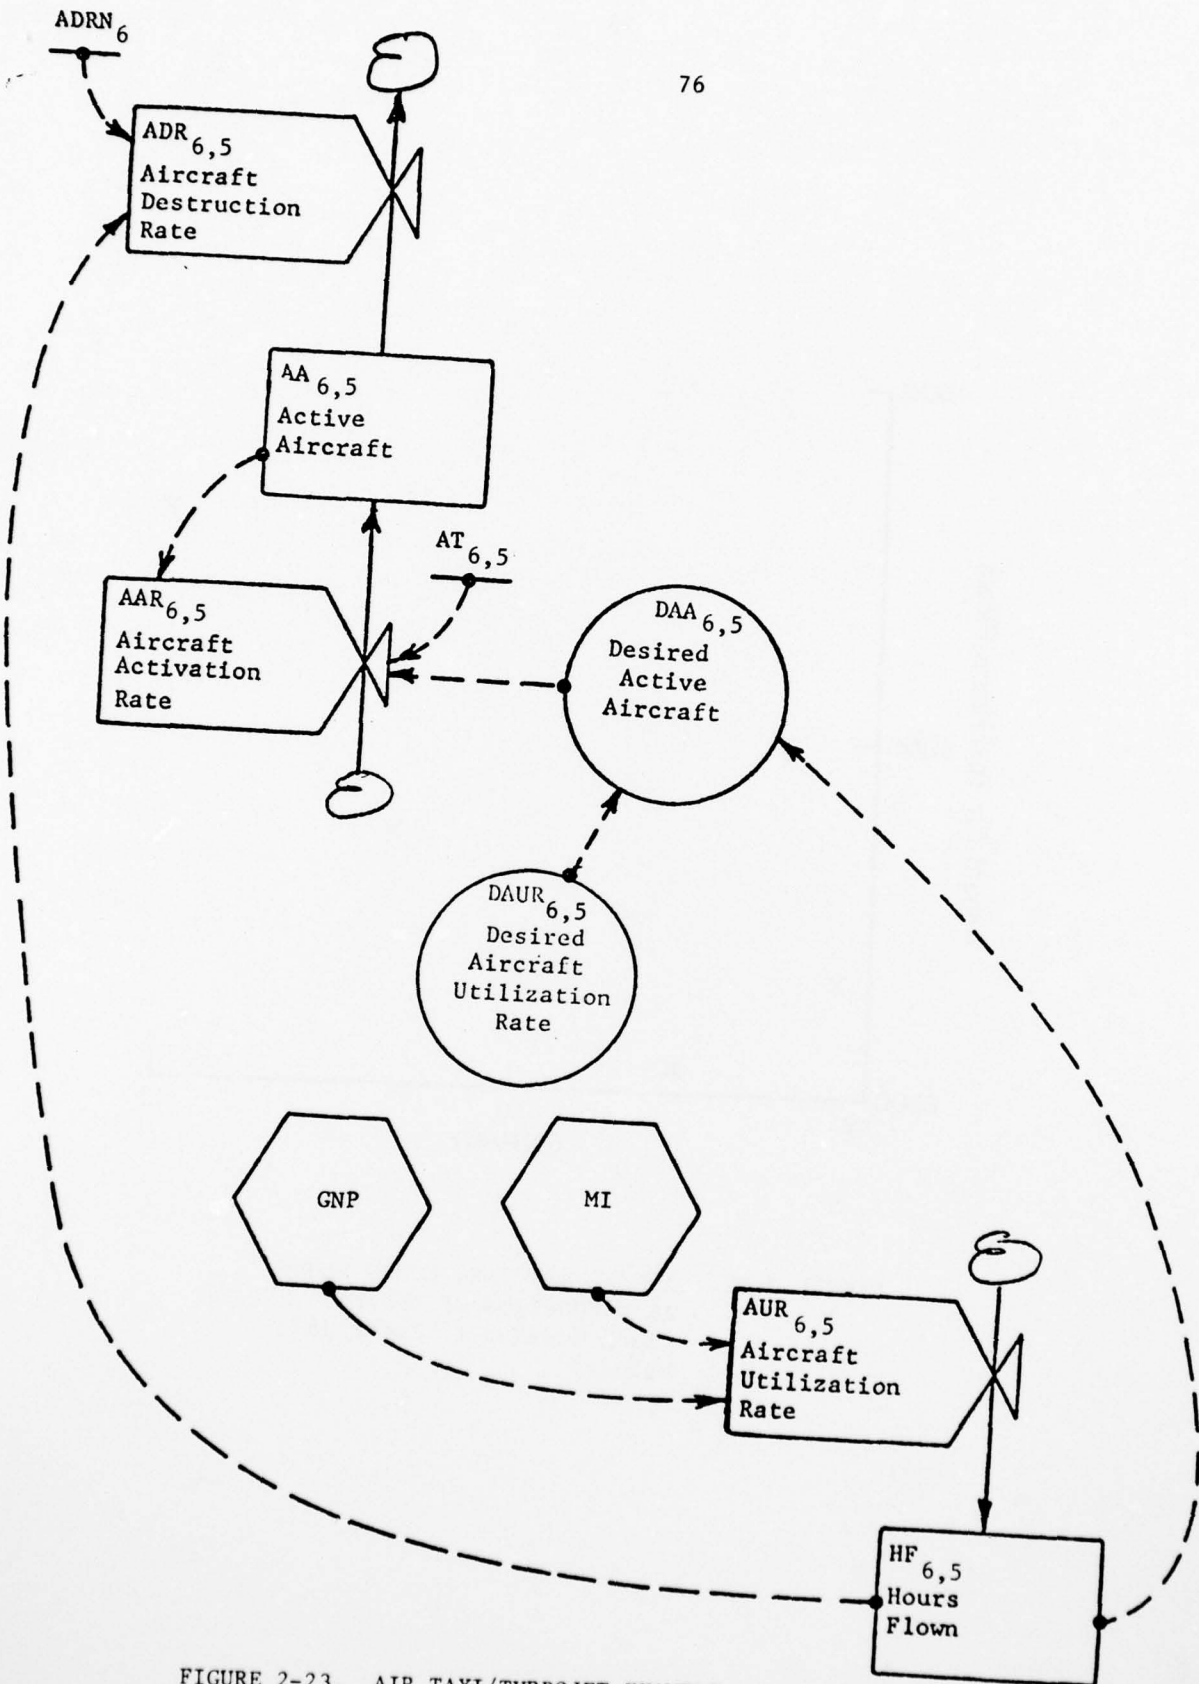 ADRN6
76
ADR6,5
Aircraft
Destruction
Rate
AA6,5
Active
Aircraft
AT6,5
AAR6,5
Aircraft
Activation
Rate
DAA6,5
Desired
Active
Aircraft
DAUR6,5
Desired
Aircraft
Utilization
Rate
GNP
MI
AUR6,5
Aircraft
Utilization
Rate
HF6,5
Hours
Flown
FIGURE 2-23. AIR TAXI/TURBOJET